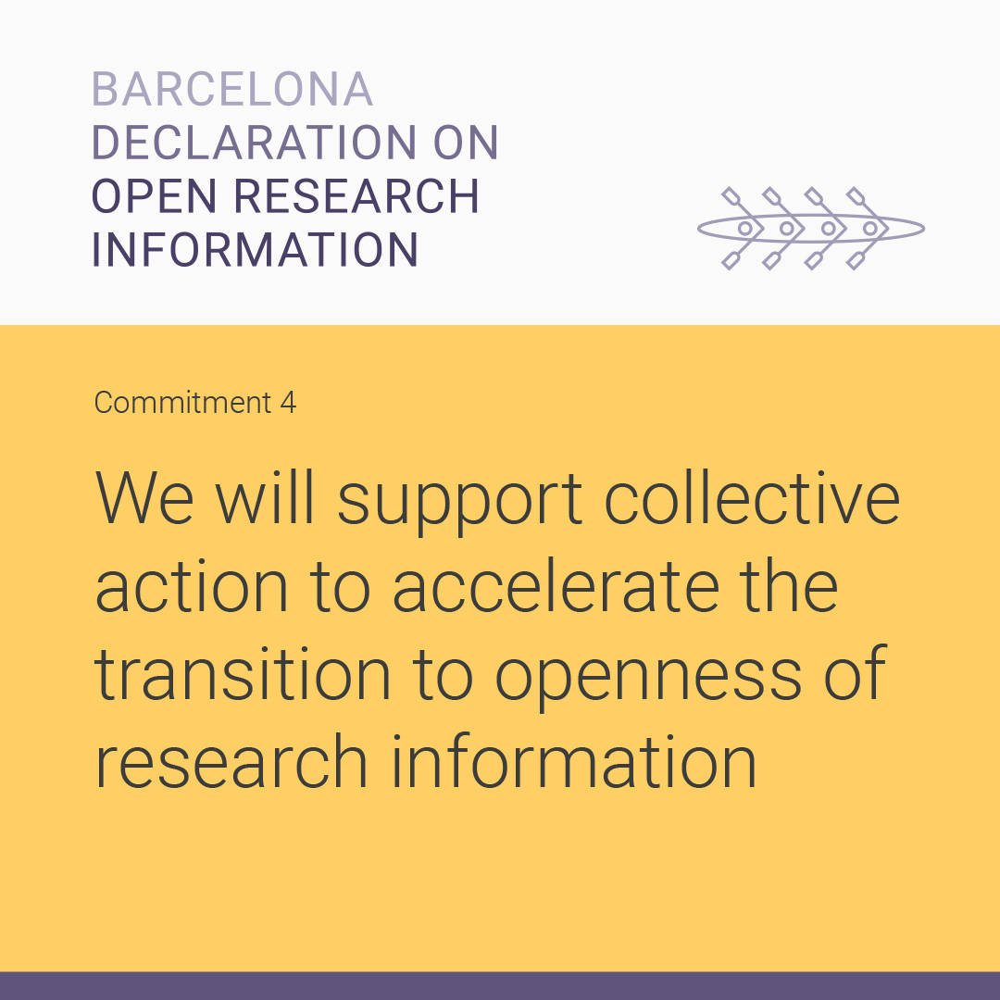 BARCELONA
DECLARATION ON
OPEN RESEARCH
INFORMATION
Commitment 4
We will support collective
action to accelerate the
transition to openness of
research information